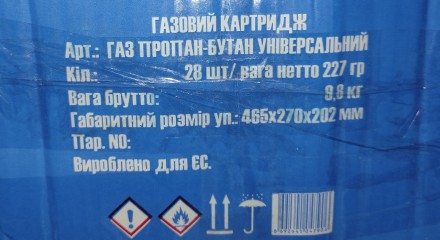 ГАЗОВИЙ КАРТРИДЖ
Арт.: ГАЗ ПРОПАН-БУТАН УНІВЕРСАЛЬНИЙ
Кіл.: 28 шт/ вага нетто 227 гр
Вага брутто: 9,8 кг
Габаритний розмір уп.: 465x270x202 мм
Пар. NO:
Вироблено для ЄС.